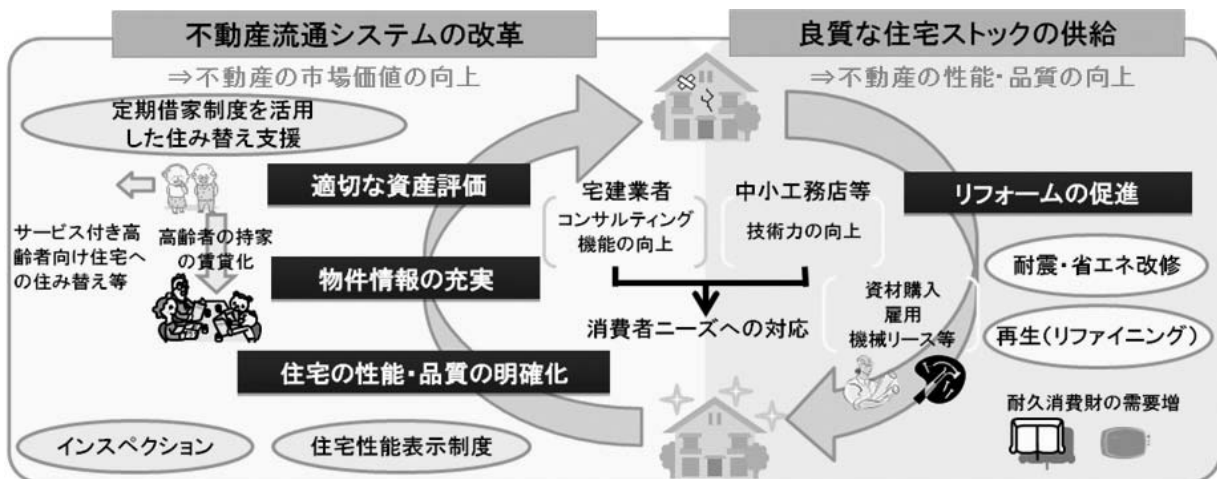 不動産流通システムの改革
⇒不動産の市場価値の向上
定期借家制度を活用
した住み替え支援
適切な資産評価
サービス付き高
齢者向け住宅へ
の住み替え等
高齢者の持家
の賃貸化
物件情報の充実
住宅の性能・品質の明確化
インスペクション
住宅性能表示制度
宅建業者
コンサルティング
機能の向上
中小工務店等
技術力の向上
消費者ニーズへの対応
良質な住宅ストックの供給
⇒不動産の性能・品質の向上
リフォームの促進
耐震・省エネ改修
資材購入
雇用
機械リース等
再生(リファイニング)
耐久消費財の需要増